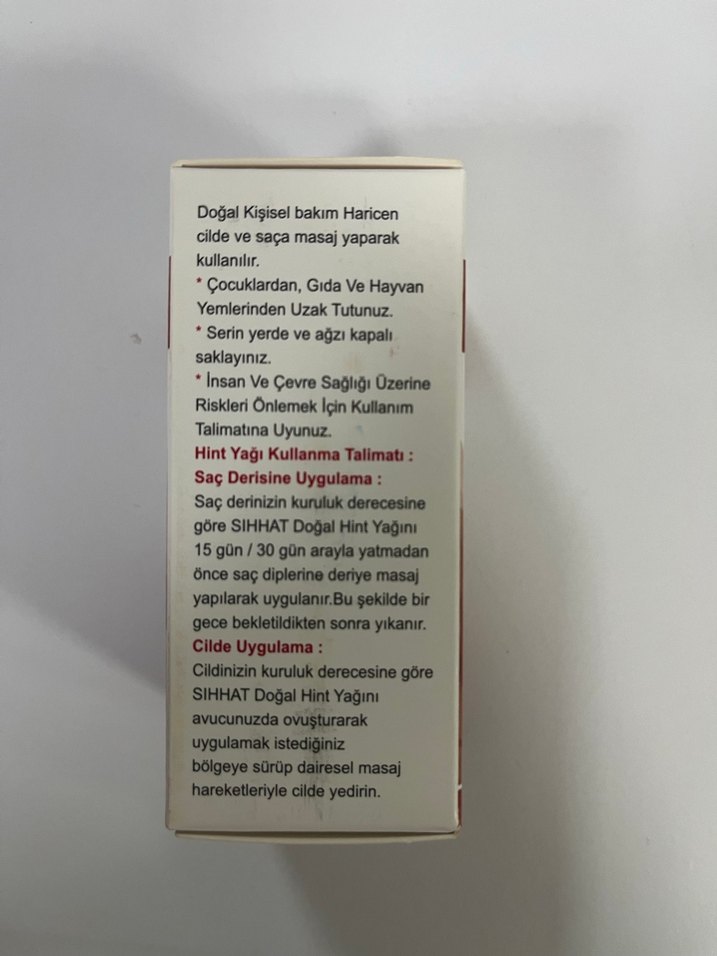 Doğal Kişisel bakım Haricen
cilde ve saça masaj yaparak
kullanılır.
* Çocuklardan, Gıda Ve Hayvan
Yemlerinden Uzak Tutunuz.
* Serin yerde ve ağzı kapalı
saklayınız.
* İnsan Ve Çevre Sağlığı Üzerine
Riskleri Önlemek İçin Kullanım
Talimatına Uyunuz.
Hint Yağı Kullanma Talimatı :
Saç Derisine Uygulama :
Saç derinizin kuruluk derecesine
göre SIHHAT Doğal Hint Yağını
15 gün / 30 gün arayla yatmadan
önce saç diplerine deriye masaj
yapılarak uygulanır.Bu şekilde bir
gece bekletildikten sonra yıkanır.
Cilde Uygulama :
Cildinizin kuruluk derecesine göre
SIHHAT Doğal Hint Yağını
avucunuzda ovuşturarak
uygulamak istediğiniz
bölgeye sürüp dairesel masaj
hareketleriyle cilde yedirin.